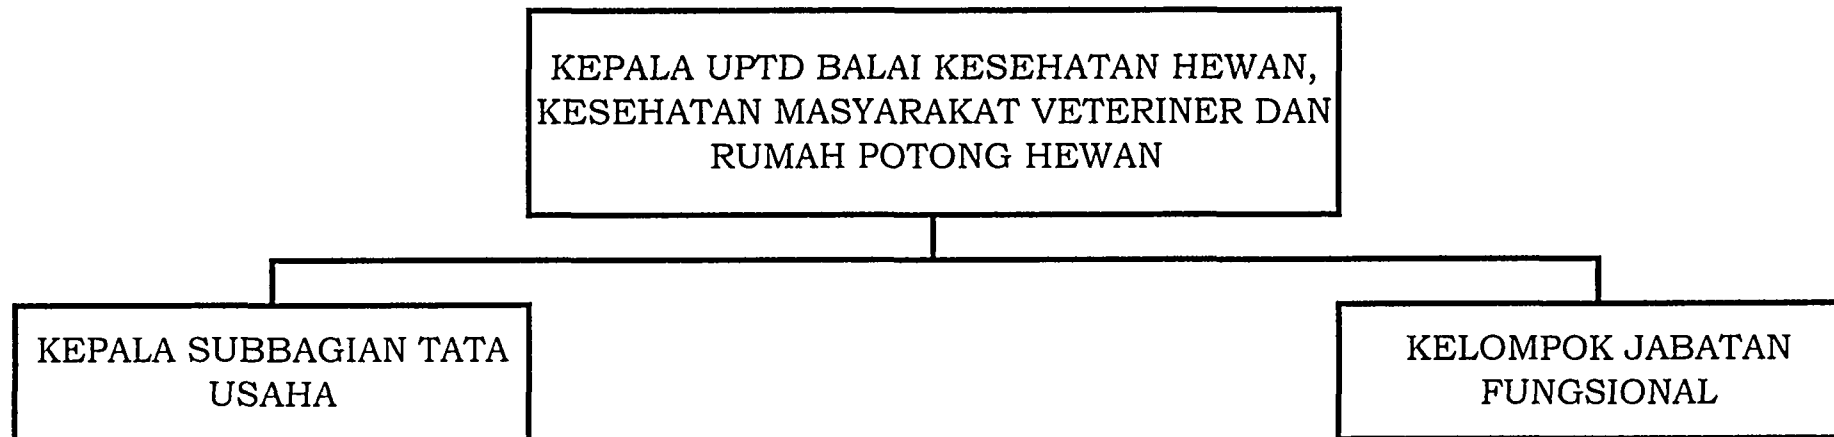 KEPALA UPTD BALAI KESEHATAN HEWAN,
KESEHATAN MASYARAKAT VETERINER DAN
RUMAH POTONG HEWAN
KEPALA SUBBAGIAN TATA
USAHA
KELOMPOK JABATAN
FUNGSIONAL